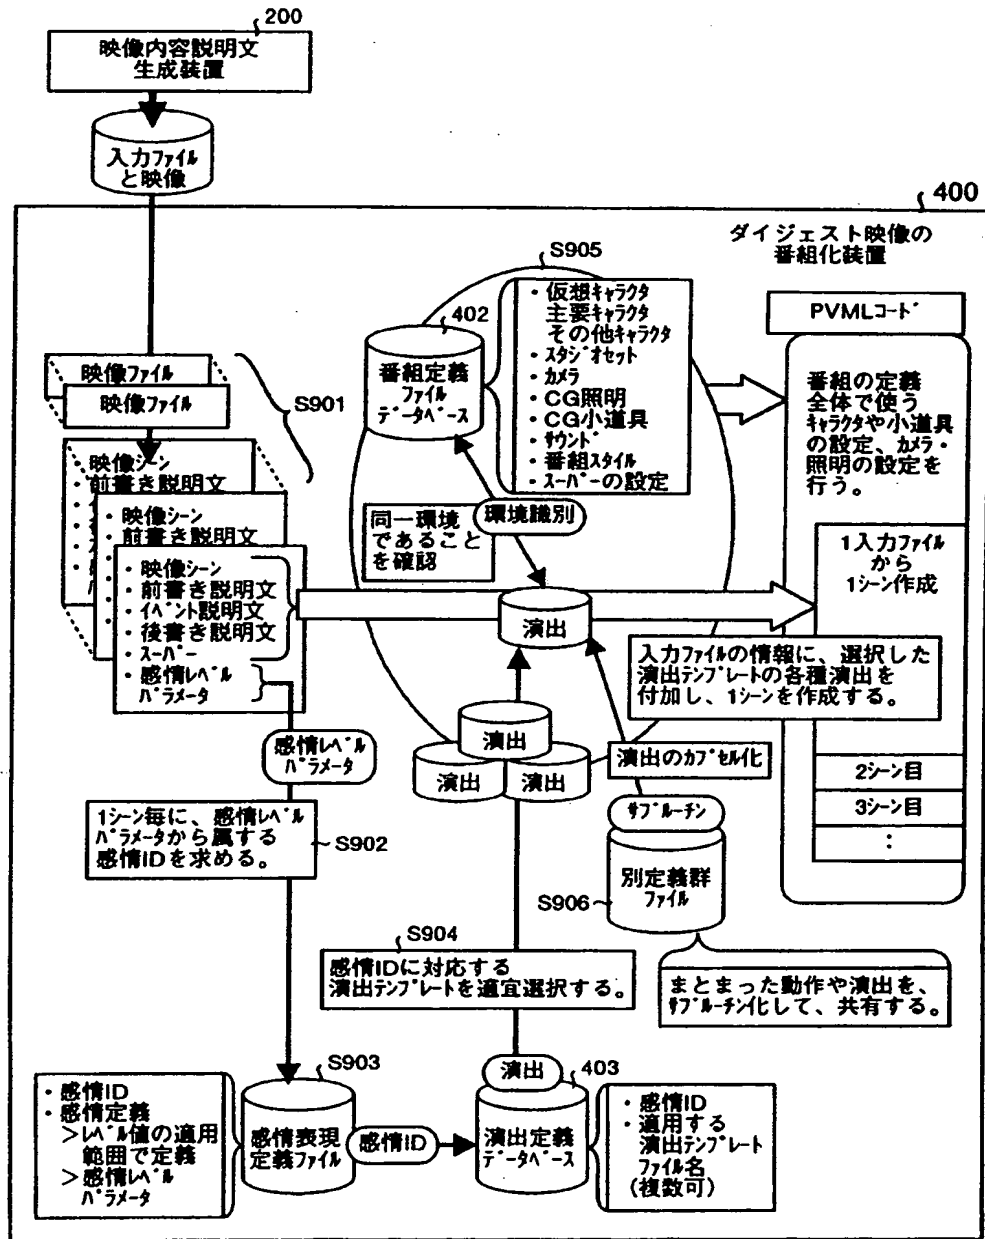 200
映像内容説明文
生成装置
入力ファイル
と映像
400
ダイジェスト映像の
番組化装置
S905
・仮想キャラクタ
主要キャラクタ
その他キャラクタ
・スタジオセット
・カメラ
・CG照明
・CG小道具
・サウンド
・番組スタイル
・スーパーの設定
402
番組定義
ファイル
データベース
PVMLコード
番組の定義
全体で使う
キャラクタや小道具
の設定、カメラ・
照明の設定を
行う。
映像ファイル
映像ファイル
S901
・映像シーン
・前書き説明文
・映像シーン
・前書き説明文
・映像シーン
・前書き説明文
・イベント説明文
・後書き説明文
・スーパー
・感情レベル
パラメータ
同一環境
であること
を確認
環境識別
演出
1入力ファイル
から
1シーン作成
入力ファイルの情報に、選択した
演出テンプレートの各種演出を
付加し、1シーンを作成する。
感情レベル
パラメータ
演出
演出
演出
演出のカプセル化
2シーン目
3シーン目
:
1シーン毎に、感情レベル
パラメータから属する
感情IDを求める。
S902
サブルーチン
別定義群
ファイル
S906
S904
感情IDに対応する
演出テンプレートを適宜選択する。
まとまった動作や演出を、
サブルーチン化して、共有する。
S903
・感情ID
・感情定義
>レベル値の適用
範囲で定義
>感情レベル
パラメータ
感情表現
定義ファイル
感情ID
演出
403
演出定義
データベース
・感情ID
・適用する
演出テンプレート
ファイル名
(複数可)